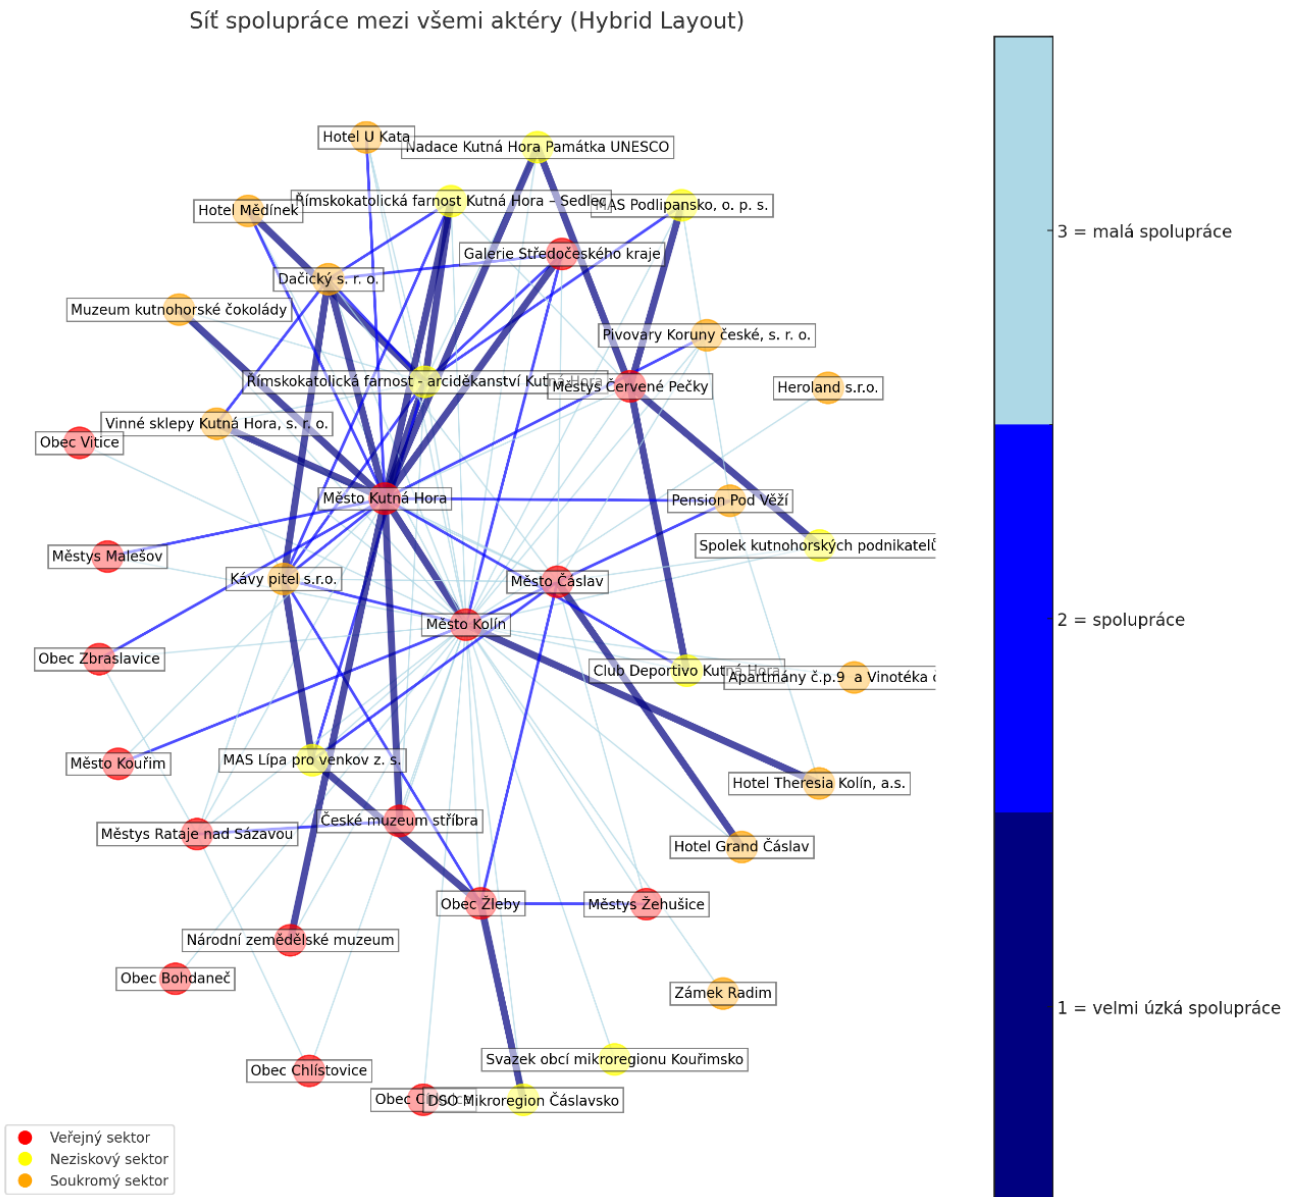 Síť spolupráce mezi všemi aktéry (Hybrid Layout)
Hotel U Kata
Nadace Kutná Hora Památka UNESCO
Římskokatolická farnost Kutná Hora – Sedlec
MAS Podlipansko, o. p. s.
Hotel Mědínek
Galerie Středočeského kraje
Dačický s. r. o.
Muzeum kutnohorské čokolády
Pivovary Koruny české, s. r. o.
Římskokatolická farnost - arciděkanství Kutná Hora
Městys Červené Pečky
Heroland s.r.o.
Vinné sklepy Kutná Hora, s. r. o.
Obec Vitice
Město Kutná Hora
Pension Pod Věží
Spolek kutnohorských podnikatelů
Městys Malešov
Kávy pitel s.r.o.
Město Čáslav
Město Kolín
Obec Zbraslavice
Club Deportivo Kutná Hora
Apartmány č.p.9 a Vinotéka
Město Kouřim
MAS Lípa pro venkov z. s.
Hotel Theresia Kolín, a.s.
Městys Rataje nad Sázavou
České muzeum stříbra
Hotel Grand Čáslav
Obec Žleby
Městys Žehušice
Národní zemědělské muzeum
Obec Bohdaneč
Zámek Radim
Svazek obcí mikroregionu Kouřimsko
Obec Chlístovice
Obec
DSO Mikroregion Čáslavsko
Veřejný sektor
Neziskový sektor
Soukromý sektor
3 = malá spolupráce
2 = spolupráce
1 = velmi úzká spolupráce